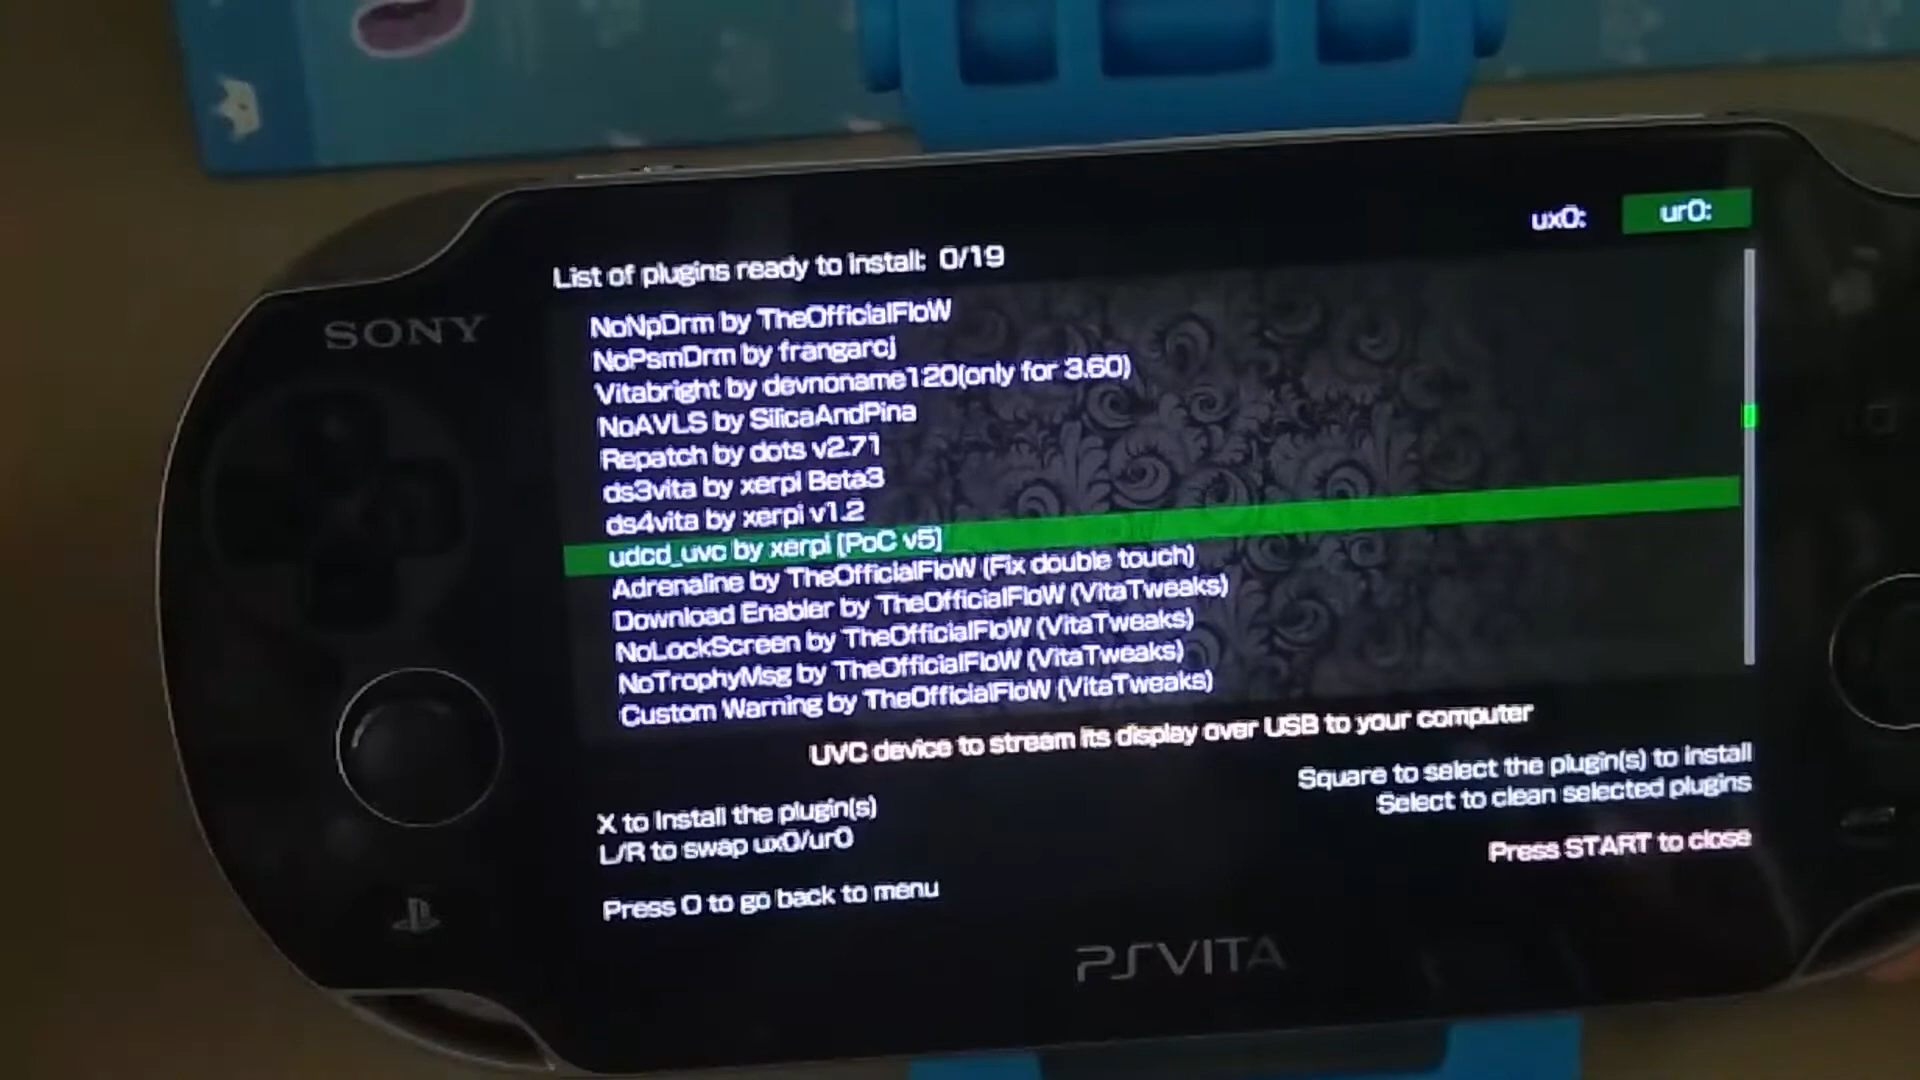 SONY
ux0:
ur0:
List of plugins ready to install: 0/19
NoNpDrm by TheOfficialFloW
NoPsmDrm by frangarcj
Vitabright by devnoname120(only for 3.60)
NoAVLS by SilicaAndPina
Repatch by dots v2.71
ds3vita by xerpi Beta3
ds4vita by xerpi v1.2
udcd_uvc by xerpi [PoC v5]
Adrenaline by TheOfficialFloW (Fix double touch)
Download Enabler by TheOfficialFloW (VitaTweaks)
NoLockScreen by TheOfficialFloW (VitaTweaks)
NoTrophyMsg by TheOfficialFloW (VitaTweaks)
Custom Warning by TheOfficialFloW (VitaTweaks)
UVC device to stream its display over USB to your computer
X to Install the plugin(s)
Square to select the plugin(s) to install
L/R to swap ux0/ur0
Select to clean selected plugins
Press START to close
Press O to go back to menu
PSVITA